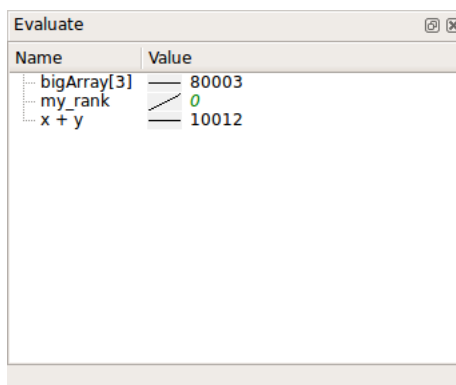 Evaluate
Name Value
bigArray[3] 80003
my_rank 0
x + y 10012